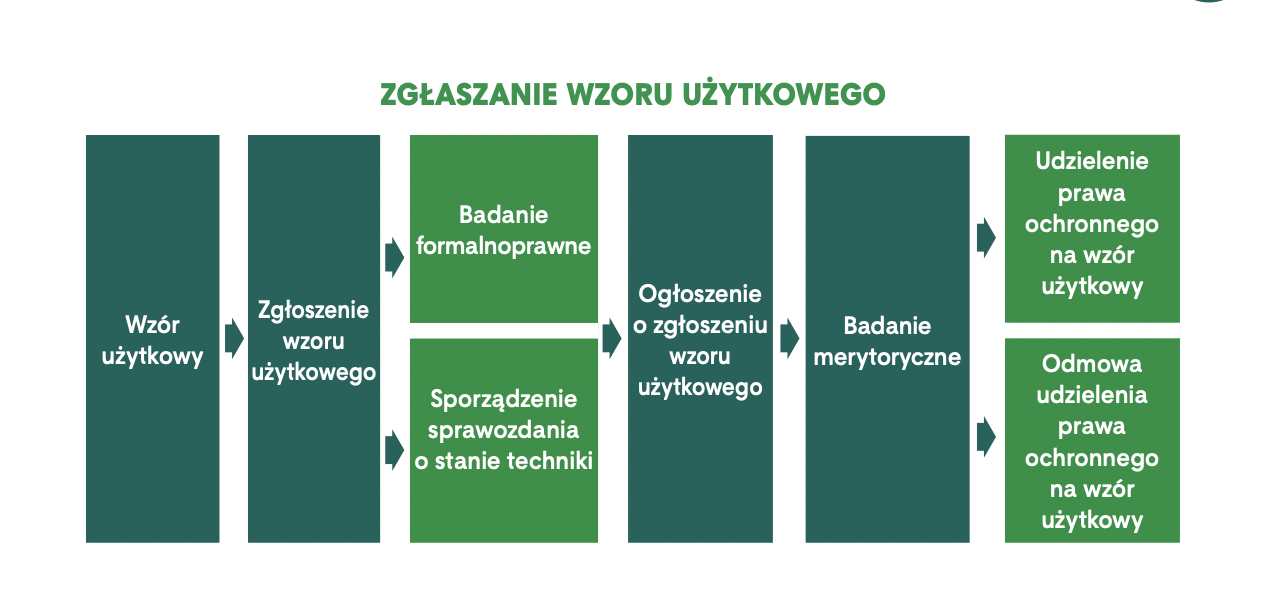 ZGŁASZANIE WZORU UŻYTKOWEGO
Wzór
użytkowy
Zgłoszenie
wzoru
użytkowego
Badanie
formalnoprawne
Sporządzenie
sprawozdania
o stanie techniki
Ogłoszenie
o zgłoszeniu
wzoru
użytkowego
Badanie
merytoryczne
Udzielenie
prawa
ochronnego
na wzór
użytkowy
Odmowa
udzielenia
prawa
ochronnego
na wzór
użytkowy